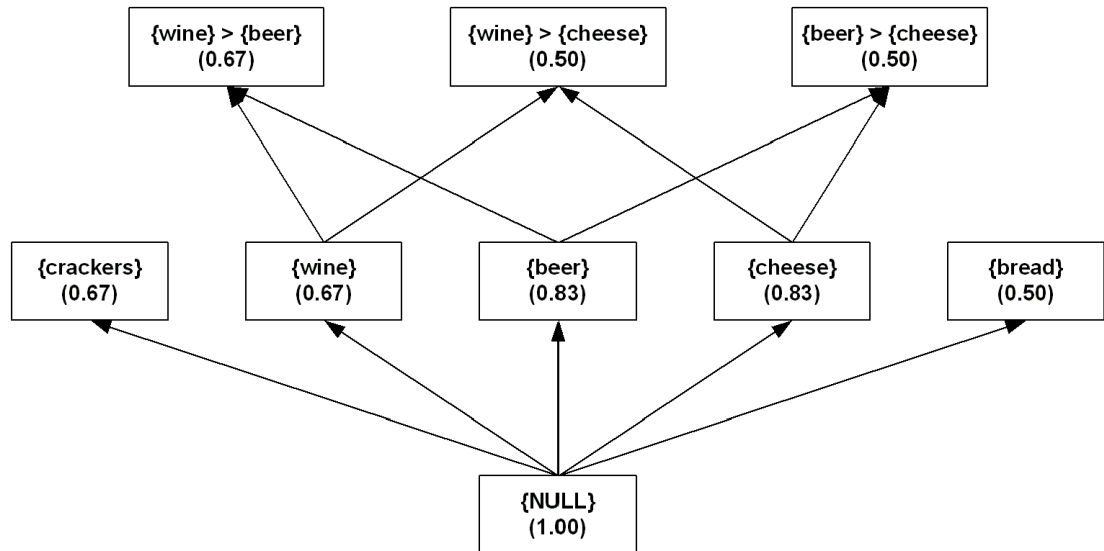 {wine} > {beer}
(0.67)
{wine} > {cheese}
(0.50)
{beer} > {cheese}
(0.50)
{crackers}
(0.67)
{wine}
(0.67)
{beer}
(0.83)
{cheese}
(0.83)
{bread}
(0.50)
{NULL}
(1.00)